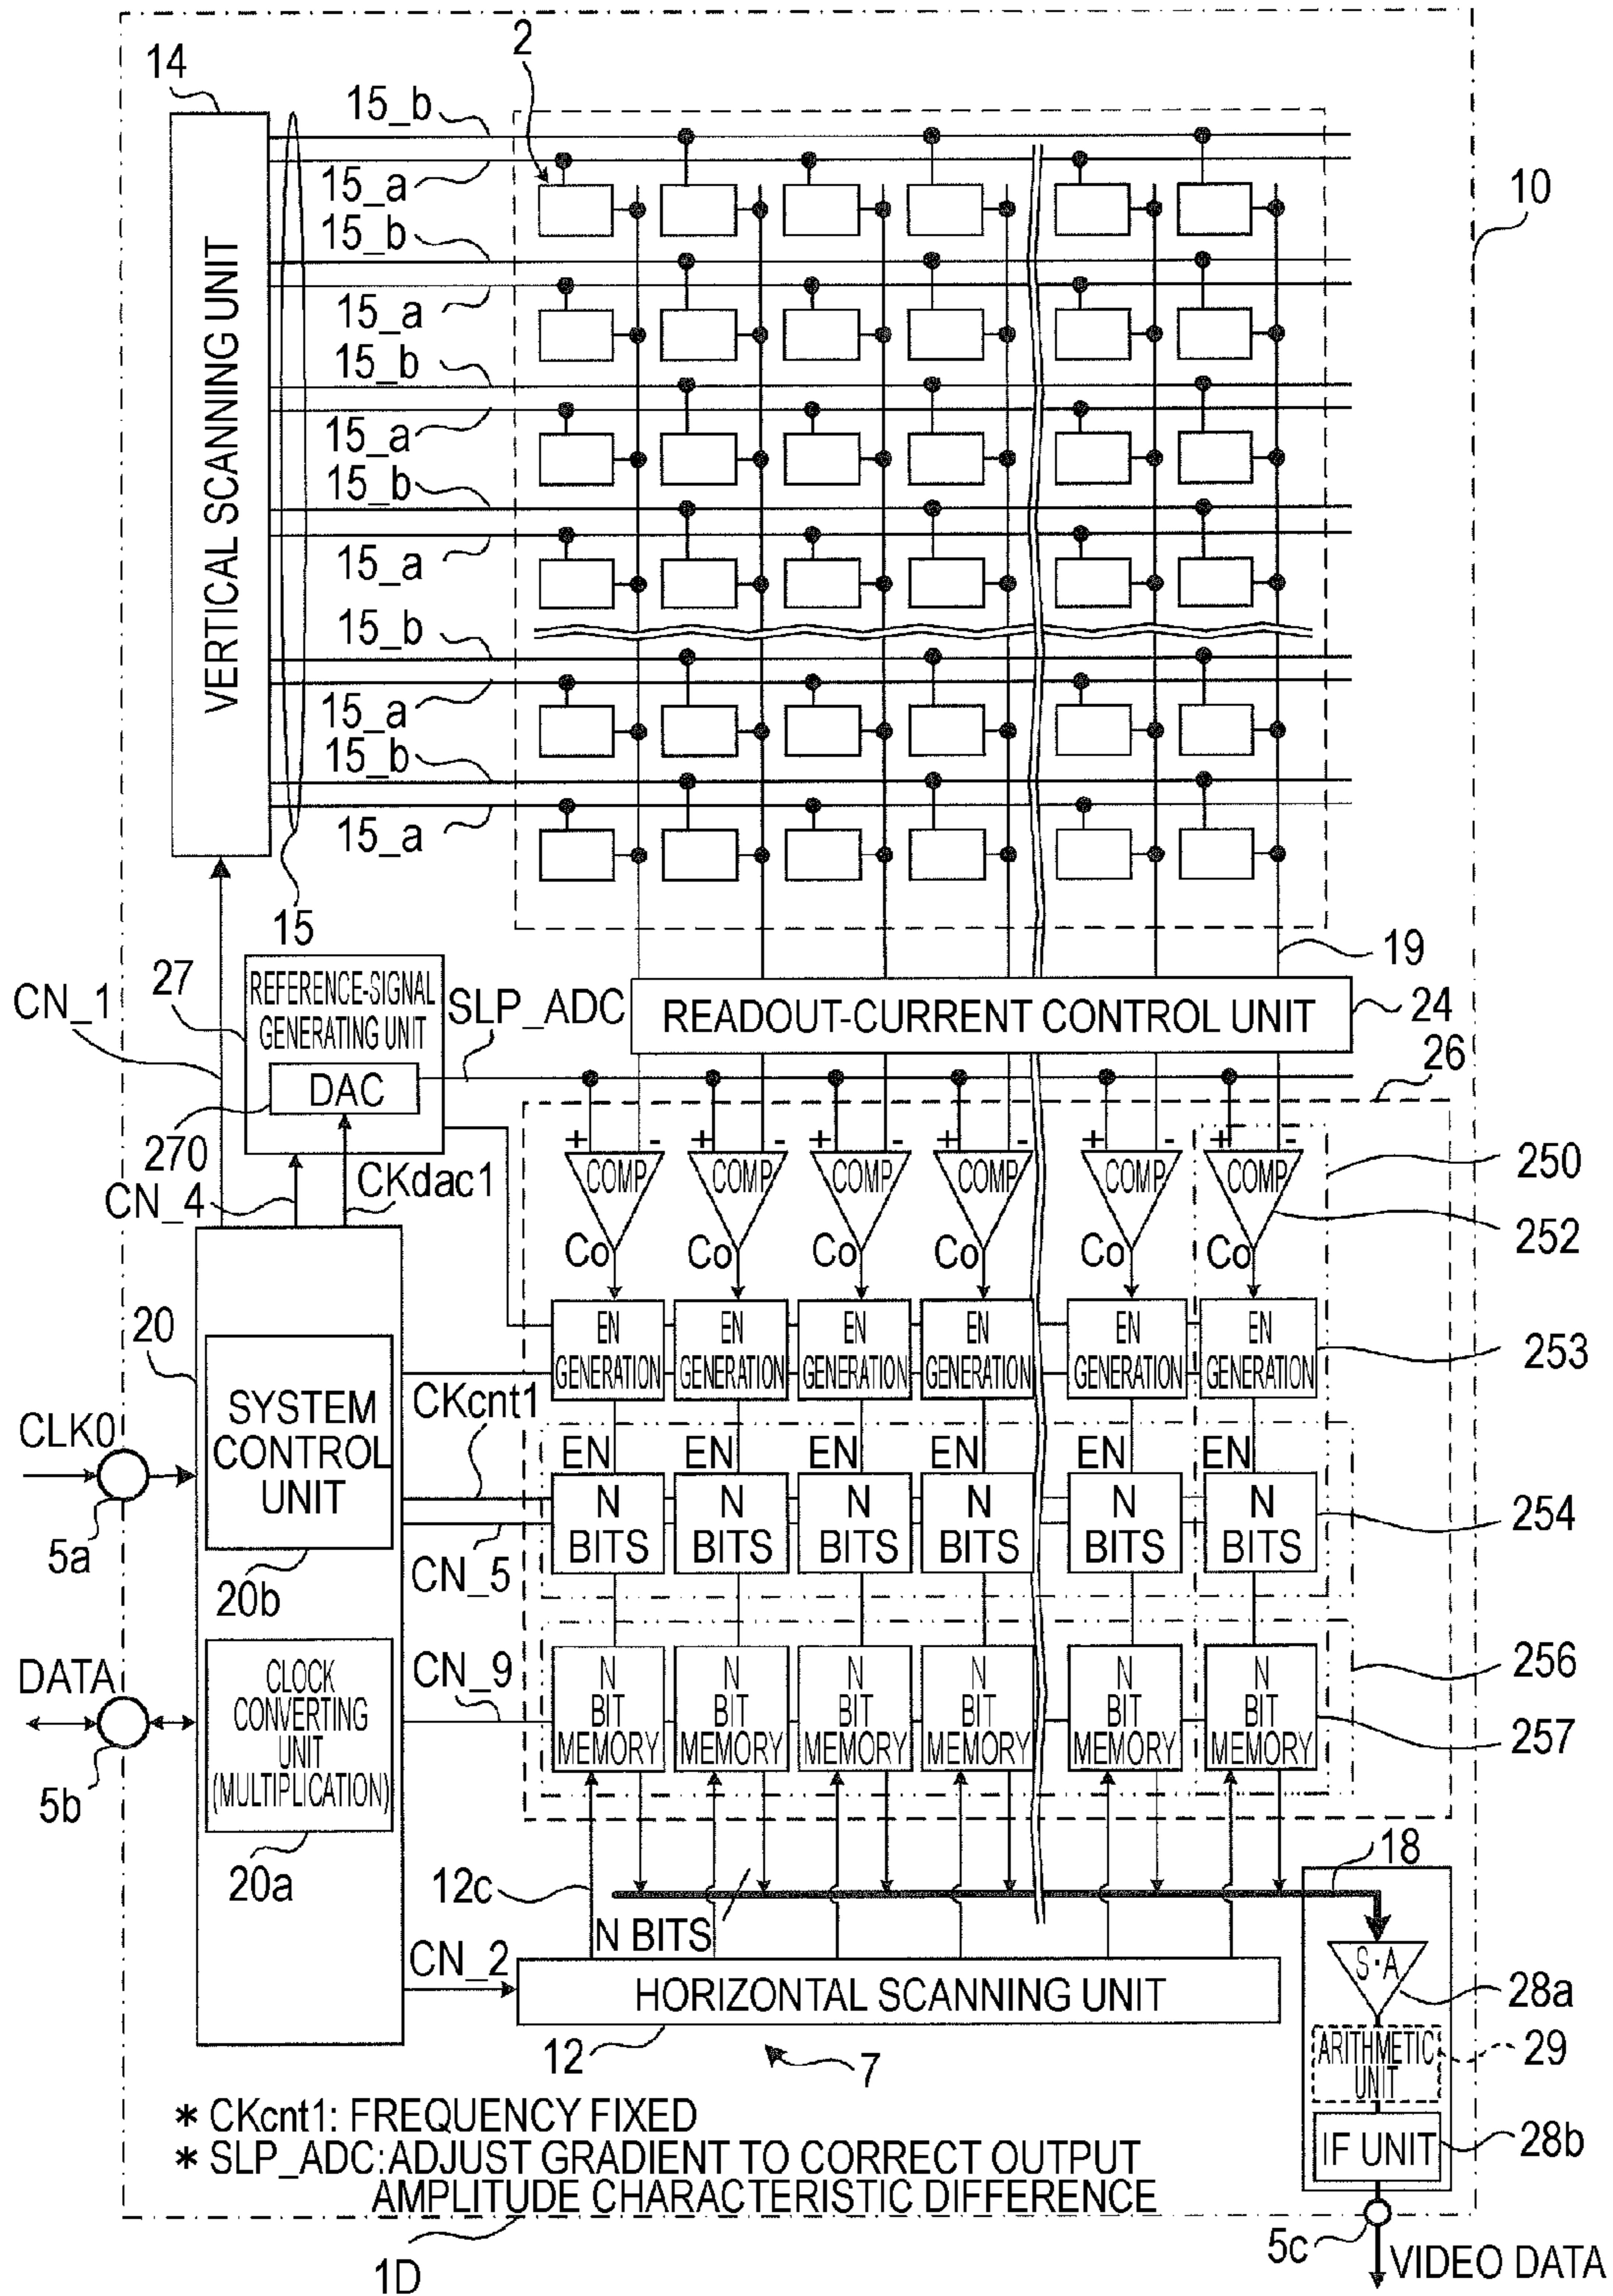 2
14
15_b
15_a
10
15_b
15_a
15_b
15_a
15_b
15_a
15_b
15_a
15_b
15_a
VERTICAL SCANNING UNIT
15
19
CN_1
27
REFERENCE-SIGNAL
GENERATING UNIT
DAC
270
SLP_ADC
READOUT-CURRENT CONTROL UNIT
24
26
CN_4
CKdac1
+ - + - + - + - + - + -
COMP COMP COMP COMP COMP COMP
250
252
Co Co Co Co Co Co
EN EN EN EN EN EN
GENERATION GENERATION GENERATION GENERATION GENERATION GENERATION
253
20
SYSTEM
CONTROL
UNIT
20b
CKcnt1
CLK0
5a
EN EN EN EN EN EN
N N N N N N
BITS BITS BITS BITS BITS BITS
254
CN_5
CLOCK
CONVERTING
UNIT
(MULTIPLICATION)
20a
DATA
5b
CN_9
N N N N N N
BIT BIT BIT BIT BIT BIT
MEMORY MEMORY MEMORY MEMORY MEMORY MEMORY
256
257
12c
N BITS
18
CN_2
HORIZONTAL SCANNING UNIT
12
7
S·A
28a
ARITHMETIC
UNIT
29
IF UNIT
28b
* CKcnt1: FREQUENCY FIXED
* SLP_ADC:ADJUST GRADIENT TO CORRECT OUTPUT
AMPLITUDE CHARACTERISTIC DIFFERENCE
5c
VIDEO DATA
1D